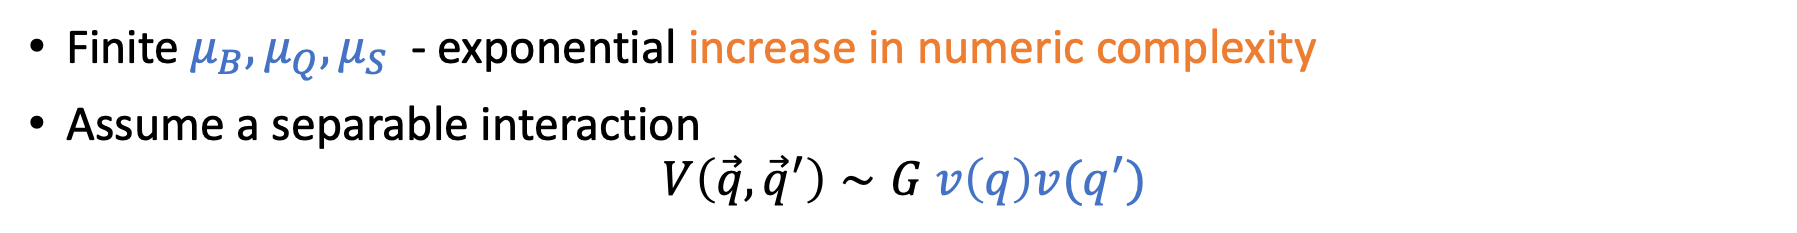 • Finite μ_B, μ_Q, μ_S - exponential increase in numeric complexity
• Assume a separable interaction
V(q⃗, q⃗′) ~ G v(q)v(q′)